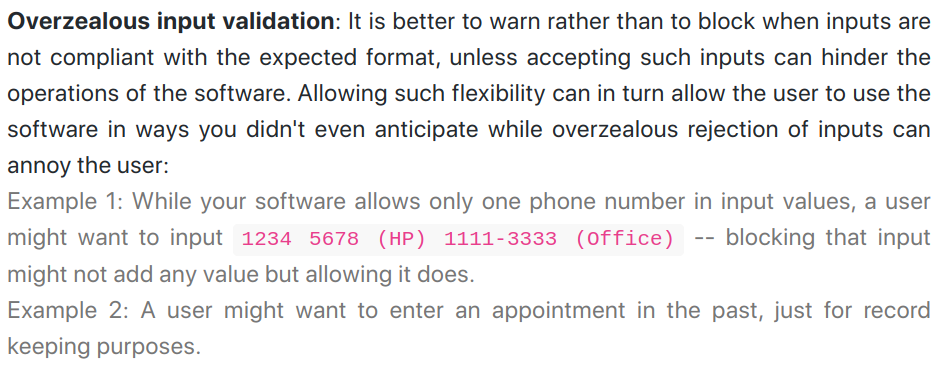 Overzealous input validation: It is better to warn rather than to block when inputs are
not compliant with the expected format, unless accepting such inputs can hinder the
operations of the software. Allowing such flexibility can in turn allow the user to use the
software in ways you didn't even anticipate while overzealous rejection of inputs can
annoy the user:
Example 1: While your software allows only one phone number in input values, a user
might want to input 1234 5678 (HP) 1111-3333 (Office) -- blocking that input
might not add any value but allowing it does.
Example 2: A user might want to enter an appointment in the past, just for record
keeping purposes.